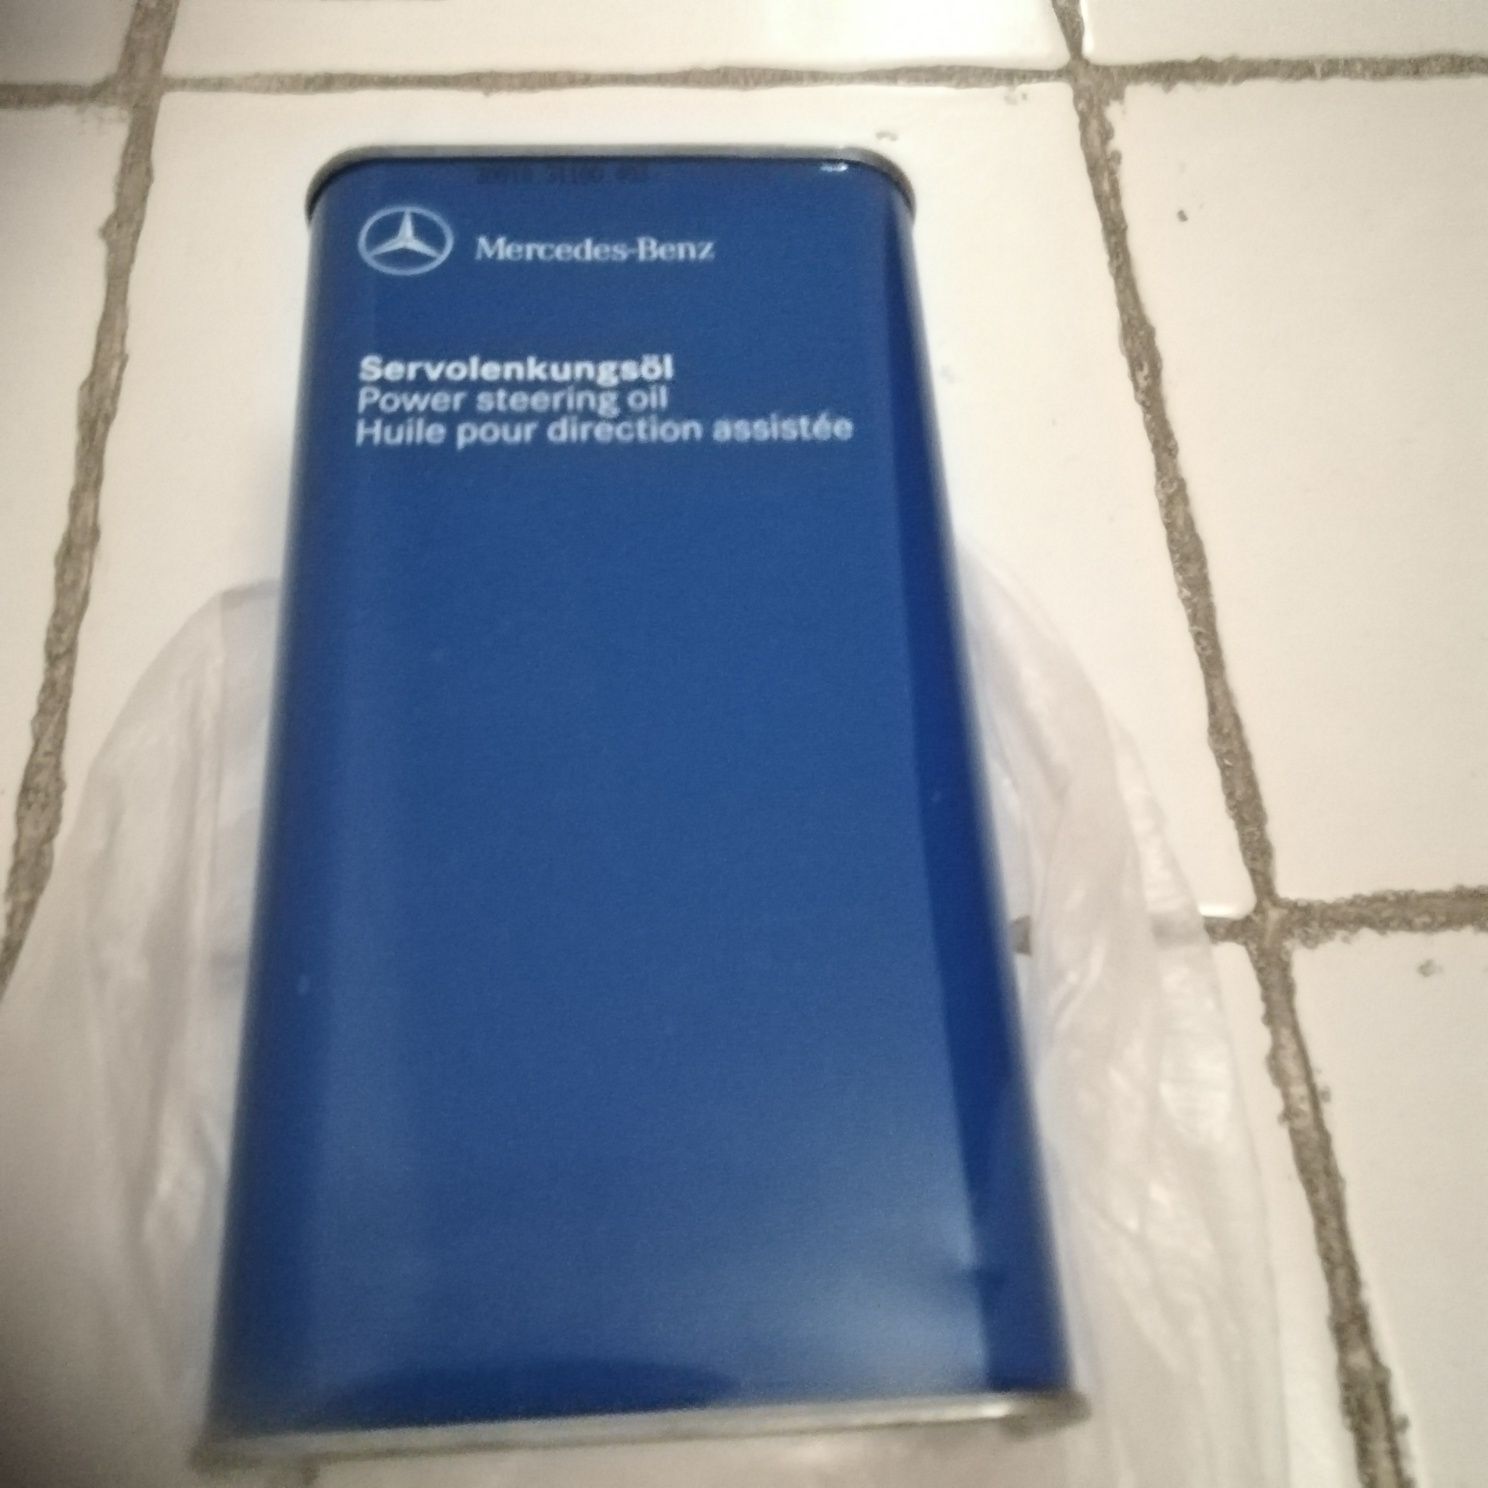 Mercedes-Benz
Servolenkungsöl
Power steering oil
Huile pour direction assistée